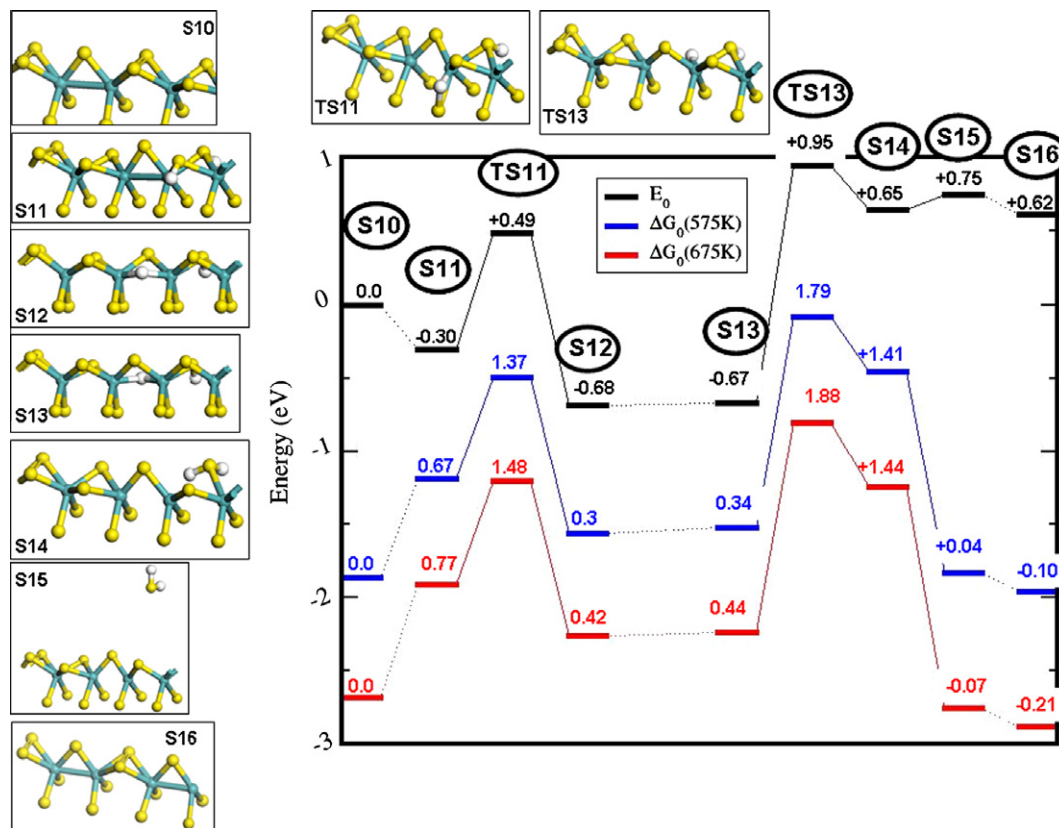 S10
S11
S12
S13
S14
S15
S16
TS11
TS13
TS13
+0.95
S14
+0.65
S15
+0.75
S16
+0.62
TS11
+0.49
S10
0.0
S11
-0.30
S12
-0.68
S13
-0.67
E0
ΔG0(575K)
ΔG0(675K)
1
0
-1
-2
-3
Energy (eV)
0.0
0.67
1.37
0.3
0.34
1.79
+1.41
+0.04
-0.10
0.0
0.77
1.48
0.42
0.44
1.88
+1.44
-0.07
-0.21